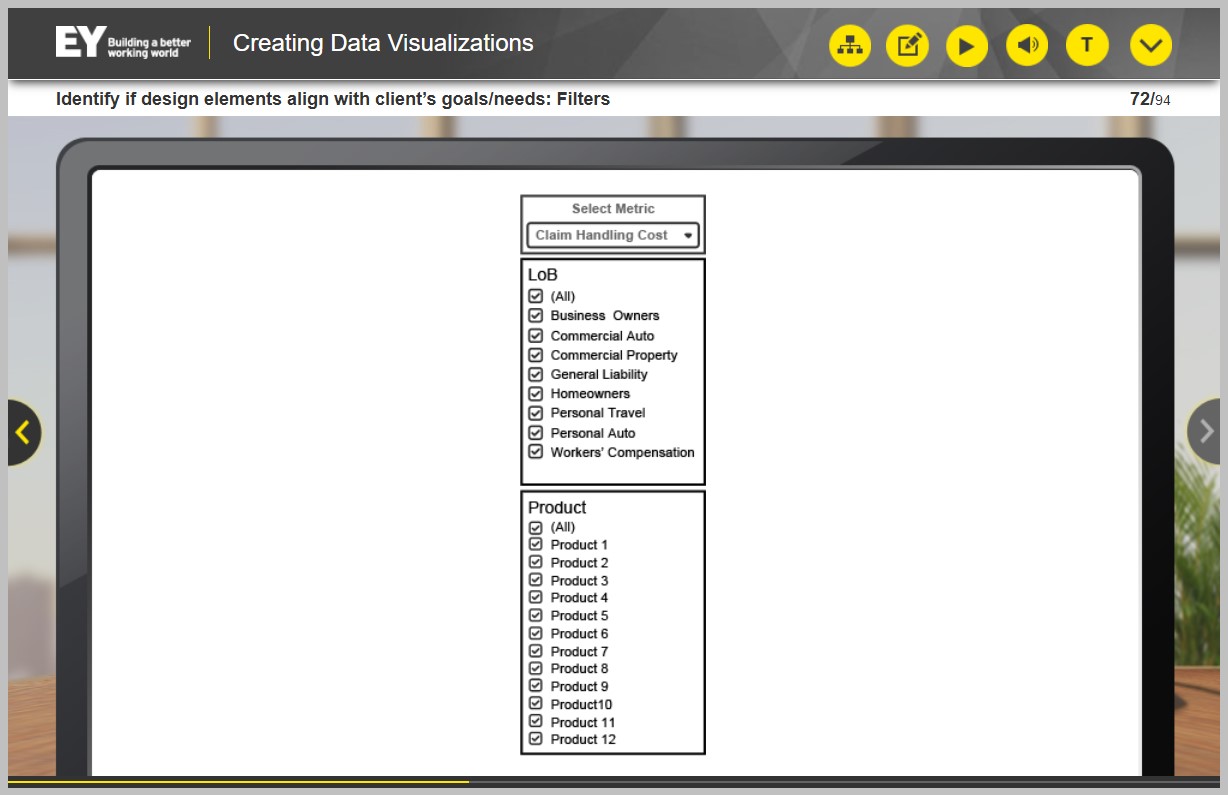 EY Building a better
working world
Creating Data Visualizations
T
Identify if design elements align with client's goals/needs: Filters
72/94
Select Metric
Claim Handling Cost
LoB
(All)
Business Owners
Commercial Auto
Commercial Property
General Liability
Homeowners
Personal Travel
Personal Auto
Workers' Compensation
Product
(All)
Product 1
Product 2
Product 3
Product 4
Product 5
Product 6
Product 7
Product 8
Product 9
Product10
Product 11
Product 12